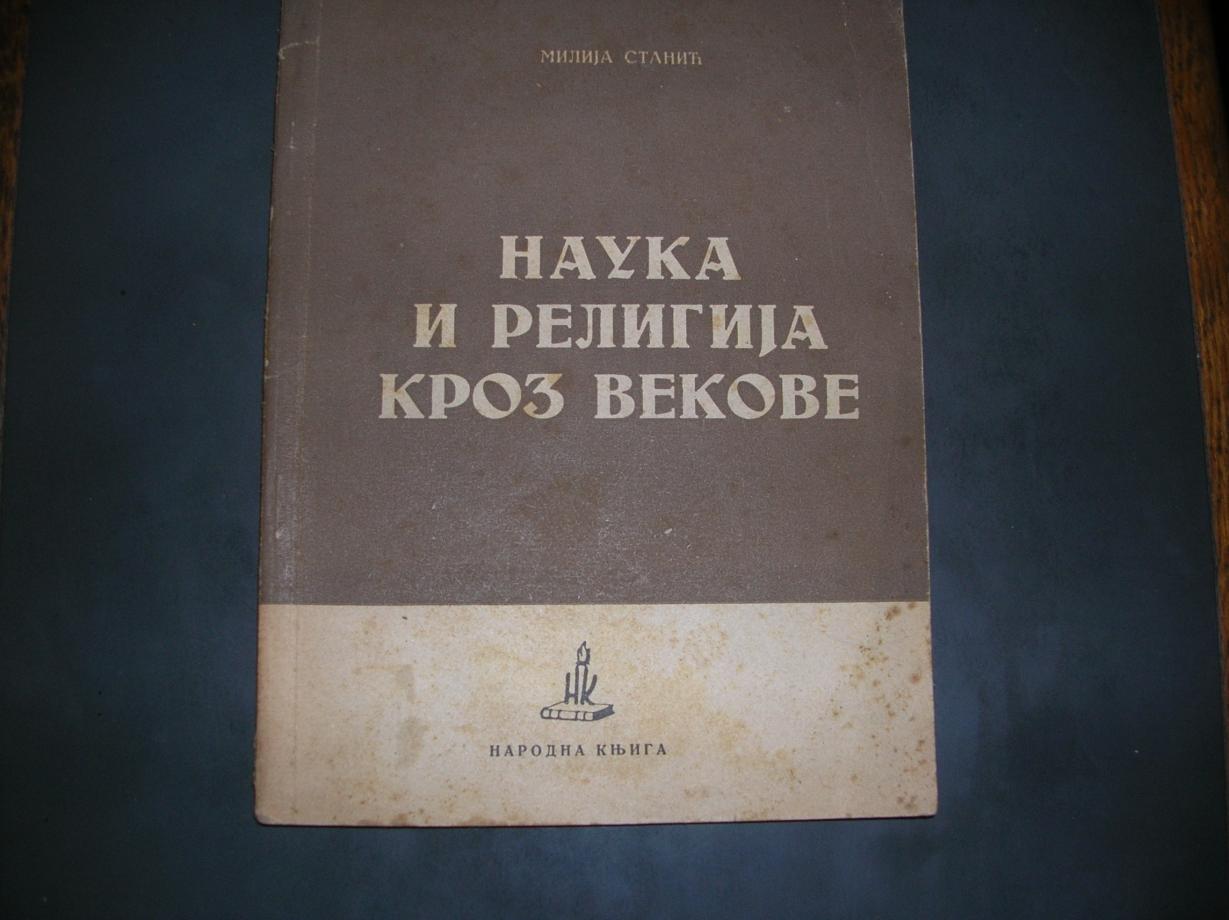 МИЛИЈА СТАНИЋ
НАУКА
И РЕЛИГИЈА
КРОЗ ВЕКОВЕ
НК
НАРОДНА КЊИГА